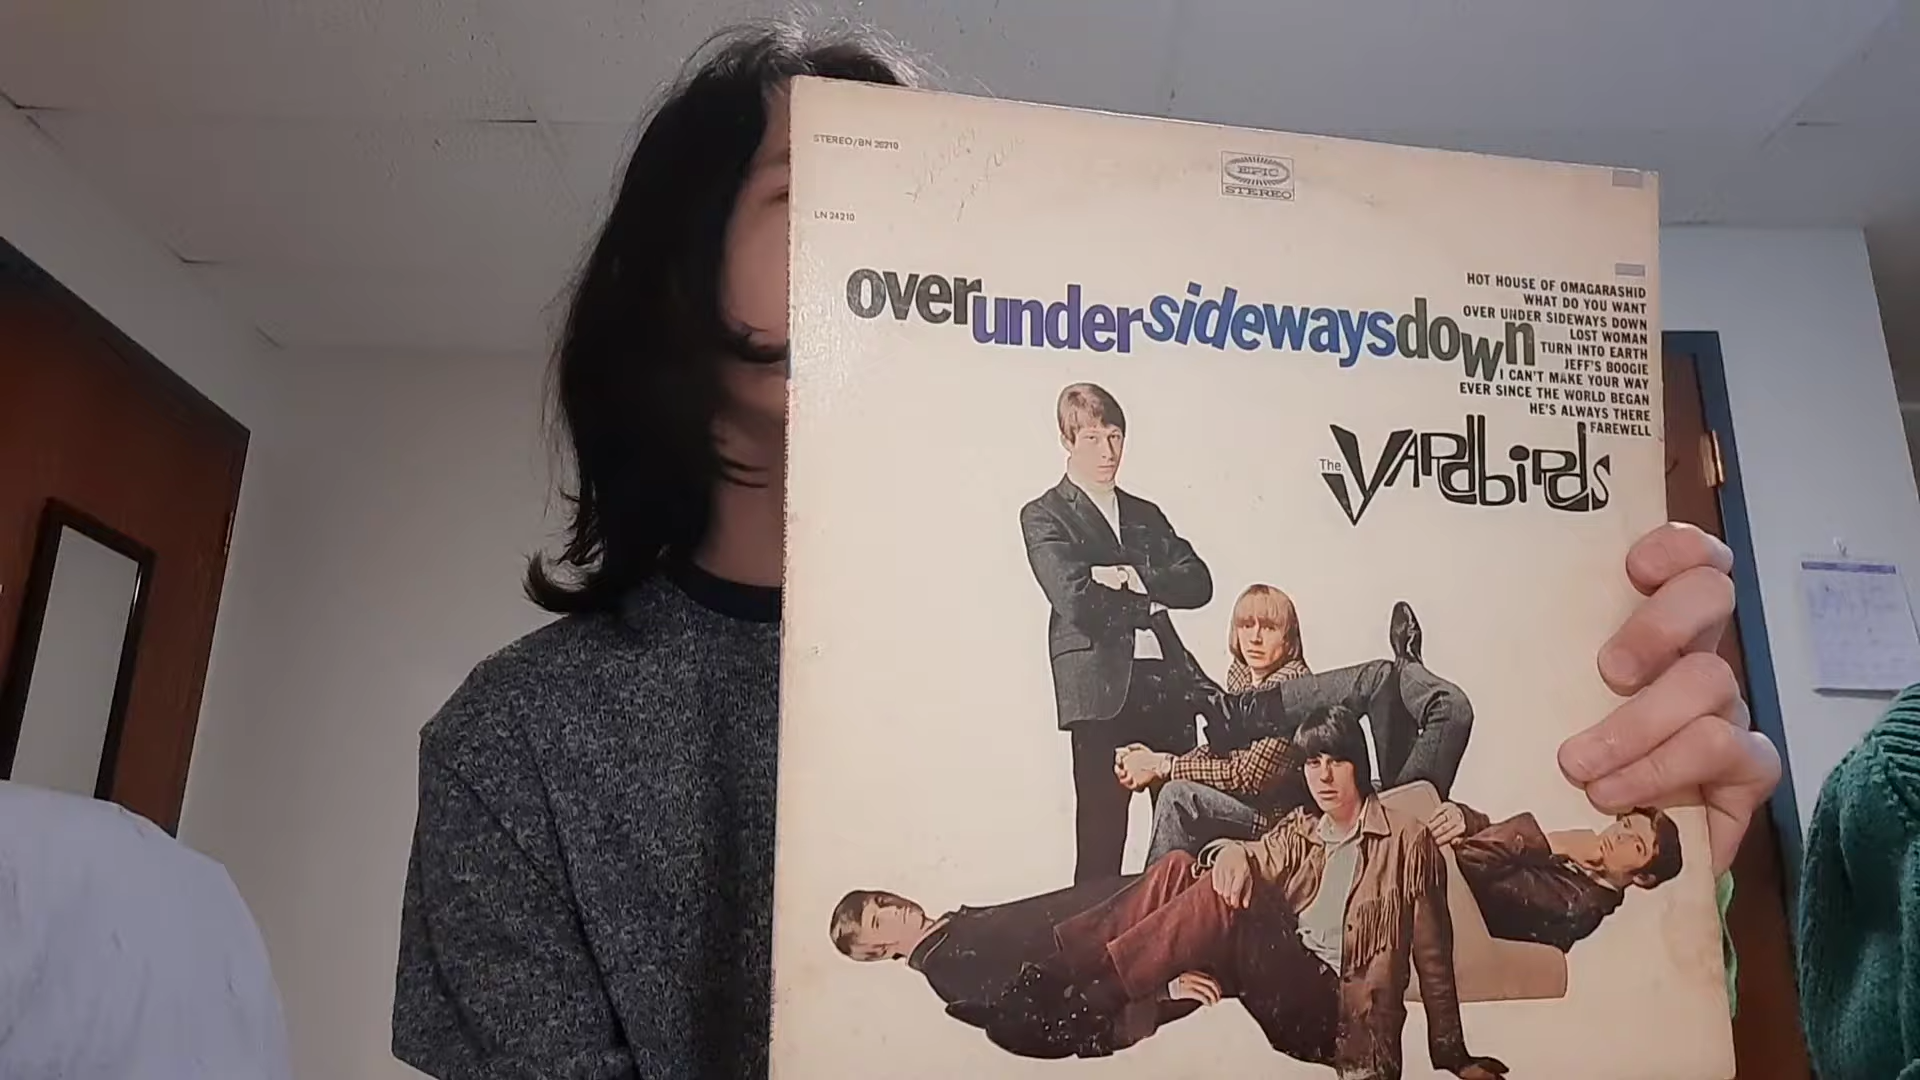 STEREO/BN 26210
LN 24210
EPIC
STEREO
overundersidewaysdown
HOT HOUSE OF OMAGARASHID
WHAT DO YOU WANT
OVER UNDER SIDEWAYS DOWN
LOST WOMAN
TURN INTO EARTH
JEFF'S BOOGIE
I CAN'T MAKE YOUR WAY
EVER SINCE THE WORLD BEGAN
HE'S ALWAYS THERE
FAREWELL
The Yardbirds